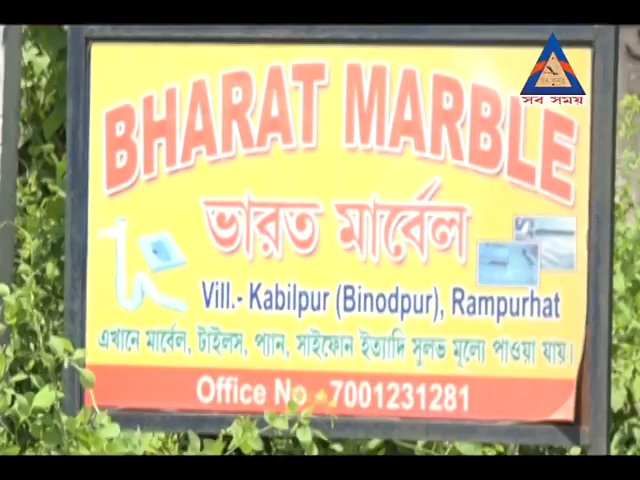 সব সময়
BHARAT MARBLE
ভারত মার্বেল
Vill.- Kabilpur (Binodpur), Rampurhat
এখানে মার্বেল, টাইলস, প্যান, সাইফোন ইত্যাদি সুলভ মূল্যে পাওয়া যায়।
Office No - 7001231281